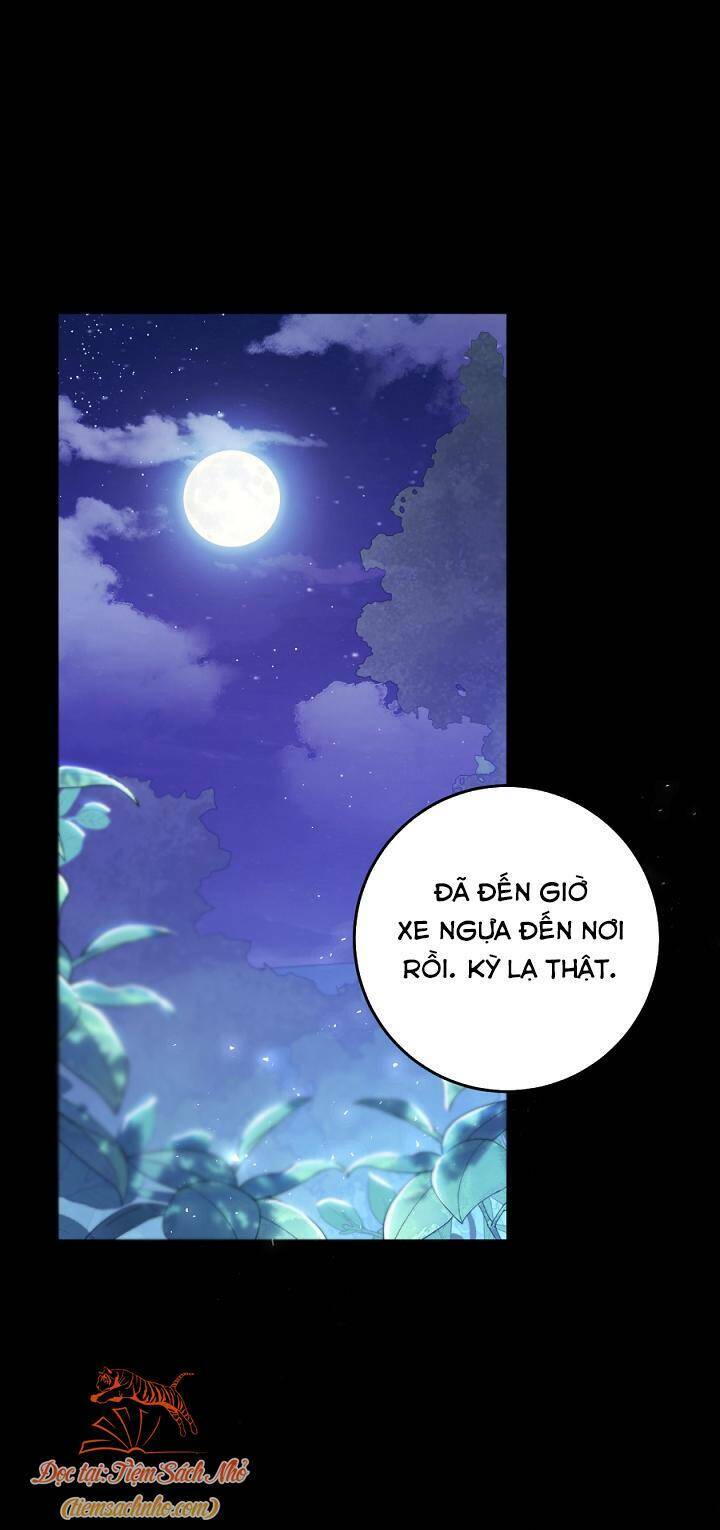 ĐÃ ĐẾN GIỜ
XE NGỰA ĐẾN NƠI
RỒI. KỲ LẠ THẬT.
Đọc tại: Tiệm Sách Nhỏ
(tiemsachnho.com)